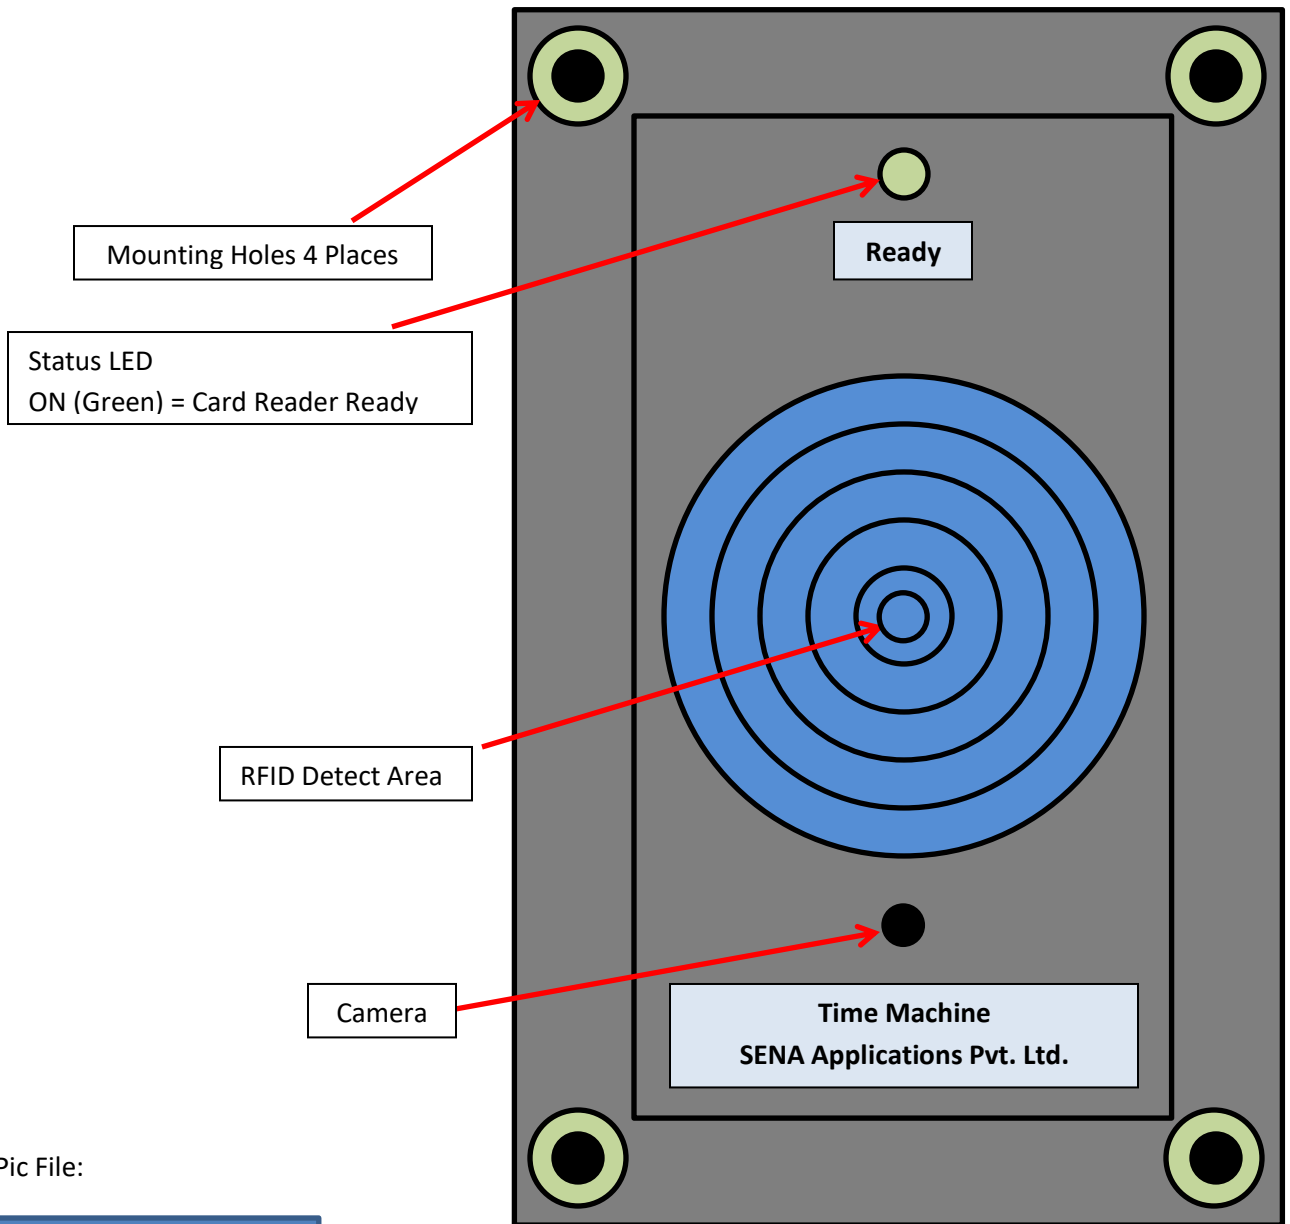 Mounting Holes 4 Places
Ready
Status LED
ON (Green) = Card Reader Ready
RFID Detect Area
Camera
Time Machine
SENA Applications Pvt. Ltd.
Pic File: